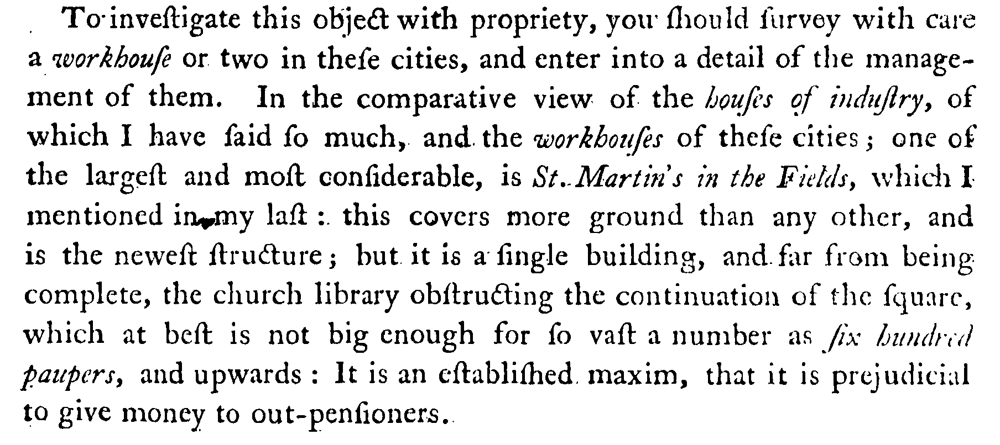 To investigate this object with propriety, you ſhould ſurvey with care
a workhouſe or two in theſe cities, and enter into a detail of the manage-
ment of them. In the comparative view of the houſes of induſtry, of
which I have ſaid ſo much, and the workhouſes of theſe cities; one of
the largeſt and moſt conſiderable, is St. Martin's in the Fields, which I
mentioned in my laſt: this covers more ground than any other, and
is the neweſt ſtructure; but it is a ſingle building, and far from being
complete, the church library obſtructing the continuation of the ſquare,
which at beſt is not big enough for ſo vaſt a number as ſix hundred
paupers, and upwards: It is an eſtabliſhed maxim, that it is prejudicial
to give money to out-penſioners.